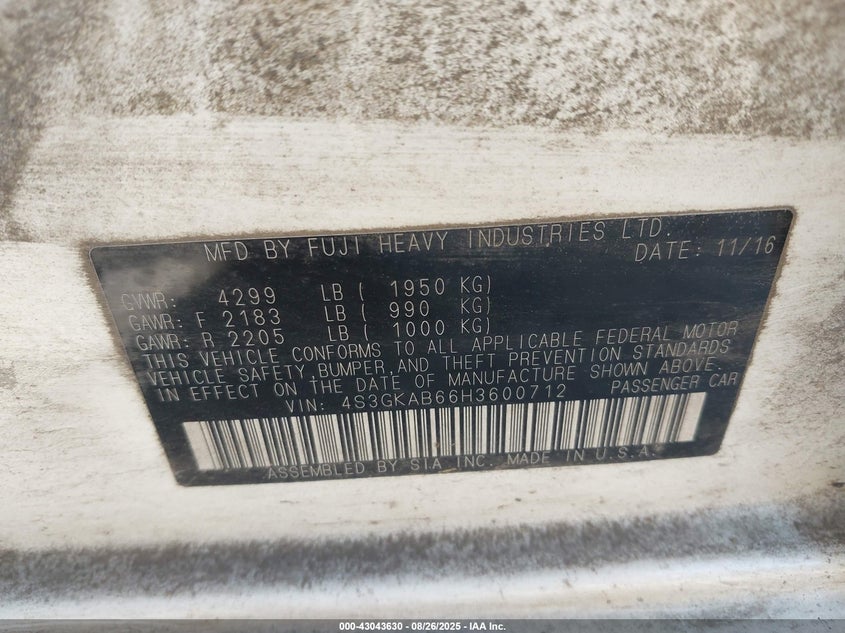 MFD BY FUJI HEAVY INDUSTRIES LTD.
DATE: 11/16
GVWR: 4299 LB ( 1950 KG)
GAWR: F 2183 LB ( 990 KG)
GAWR: R 2205 LB ( 1000 KG)
THIS VEHICLE CONFORMS TO ALL APPLICABLE FEDERAL MOTOR
VEHICLE SAFETY, BUMPER, AND THEFT PREVENTION STANDARDS
IN EFFECT ON THE DATE OF MANUFACTURE SHOWN ABOVE.
VIN: 4S3GKAB66H3600712 PASSENGER CAR
ASSEMBLED BY SIA INC. MADE IN U.S.A.
000-43043630 - 08/26/2025 - IAA Inc.